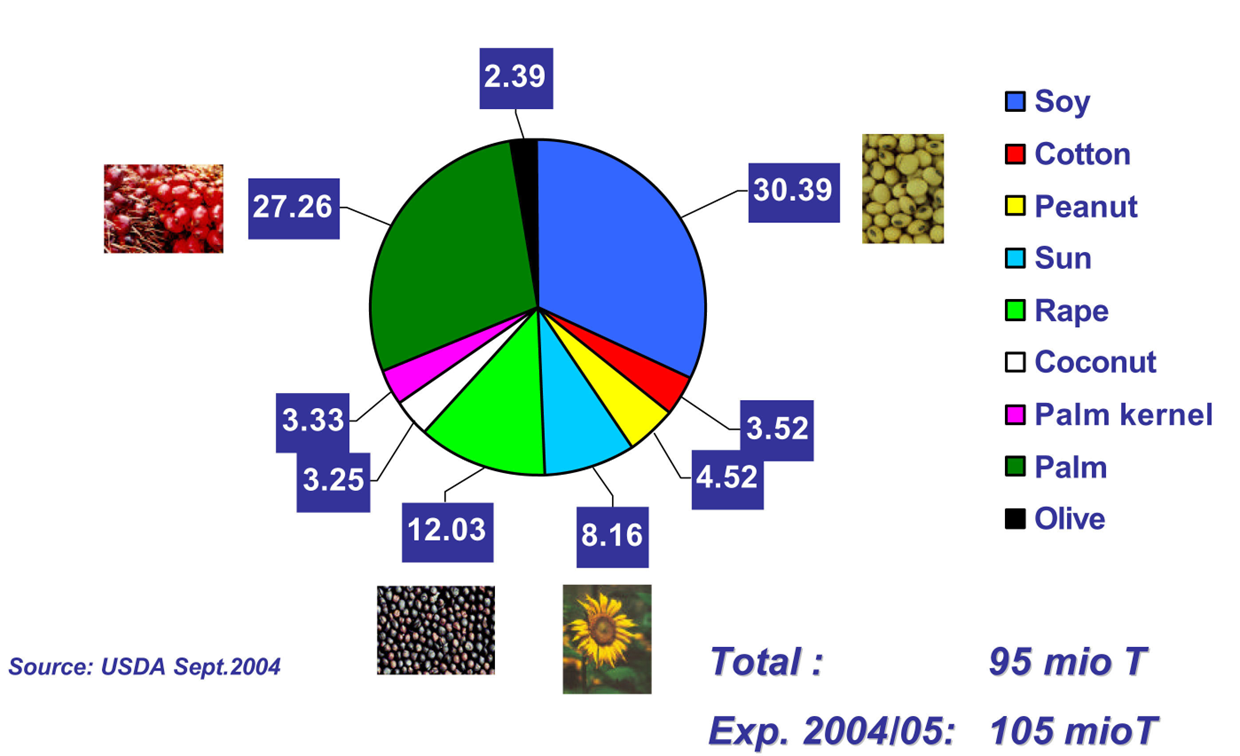 2.39
30.39
27.26
3.52
4.52
8.16
12.03
3.25
3.33
Soy
Cotton
Peanut
Sun
Rape
Coconut
Palm kernel
Palm
Olive
Source: USDA Sept.2004
Total : 95 mio T
Exp. 2004/05: 105 mioT